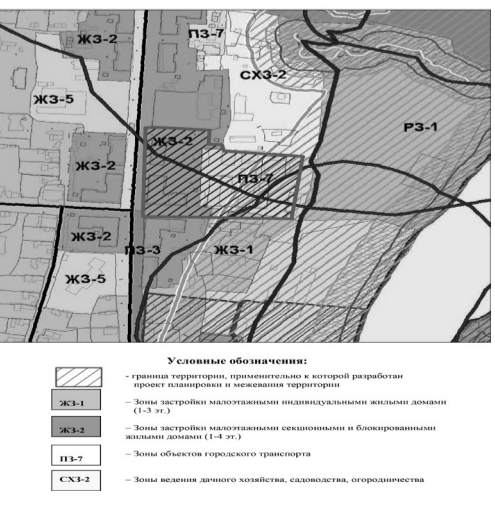 ЖЗ-2
ПЗ-7
СХЗ-2
ЖЗ-5
РЗ-1
ЖЗ-2
ЖЗ-2
ПЗ-7
ЖЗ-2
ПЗ-3
ЖЗ-1
ЖЗ-5
Условные обозначения:
- граница территории, применительно к которой разработан
проект планировки и межевания территории
ЖЗ-1
– Зоны застройки малоэтажными индивидуальными жилыми домами
(1-3 эт.)
ЖЗ-2
– Зоны застройки малоэтажными секционными и блокированными
жилыми домами (1-4 эт.)
ПЗ-7
– Зоны объектов городского транспорта
СХЗ-2
– Зоны ведения дачного хозяйства, садоводства, огородничества